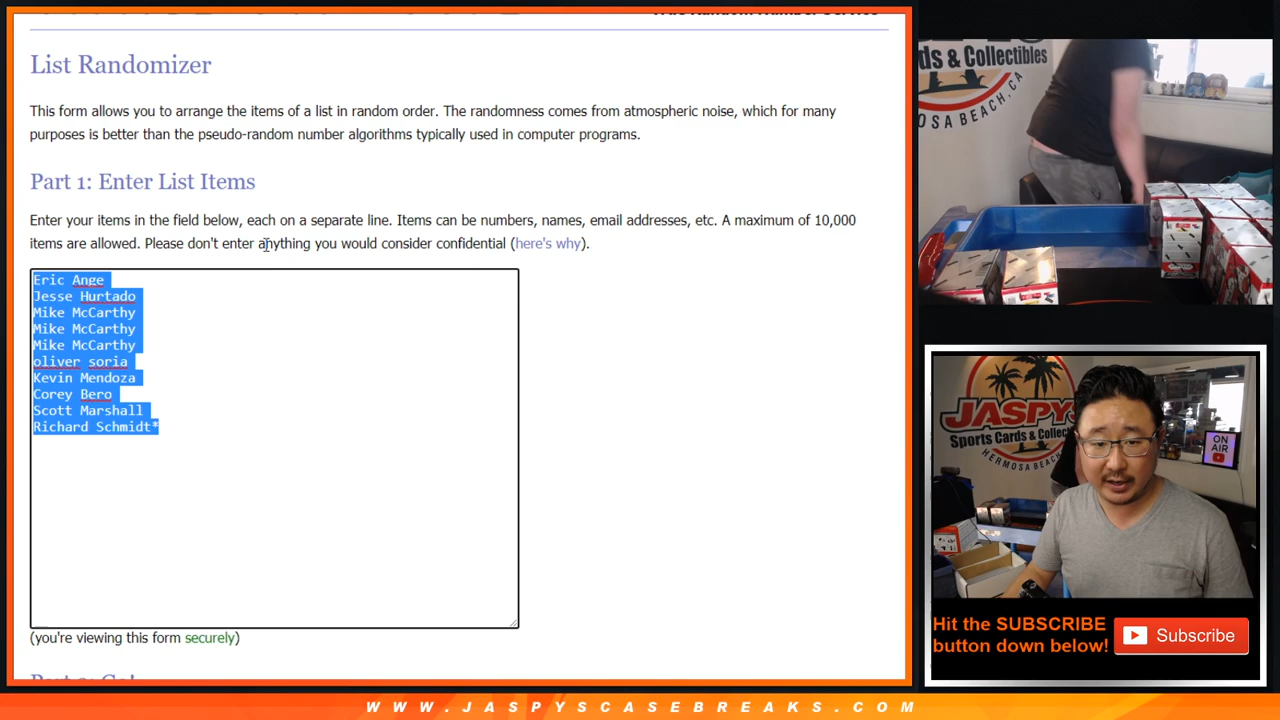 List Randomizer
This form allows you to arrange the items of a list in random order. The randomness comes from atmospheric noise, which for many
purposes is better than the pseudo-random number algorithms typically used in computer programs.
Part 1: Enter List Items
Enter your items in the field below, each on a separate line. Items can be numbers, names, email addresses, etc. A maximum of 10,000
items are allowed. Please don't enter anything you would consider confidential (here's why).
Eric Ange
Jesse Hurtado
Mike McCarthy
Mike McCarthy
Mike McCarthy
oliver soria
Kevin Mendoza
Corey Bero
Scott Marshall
Richard Schmidt*
(you're viewing this form securely)
ds & Collectibles
OSA BEACH, CA
JASPY'S
Sports Cards & Collec
HERMOSA BEACH
ON
AIR
Hit the SUBSCRIBE
button down below!
Subscribe
WWW.JASPYSCASEBREAKS.COM